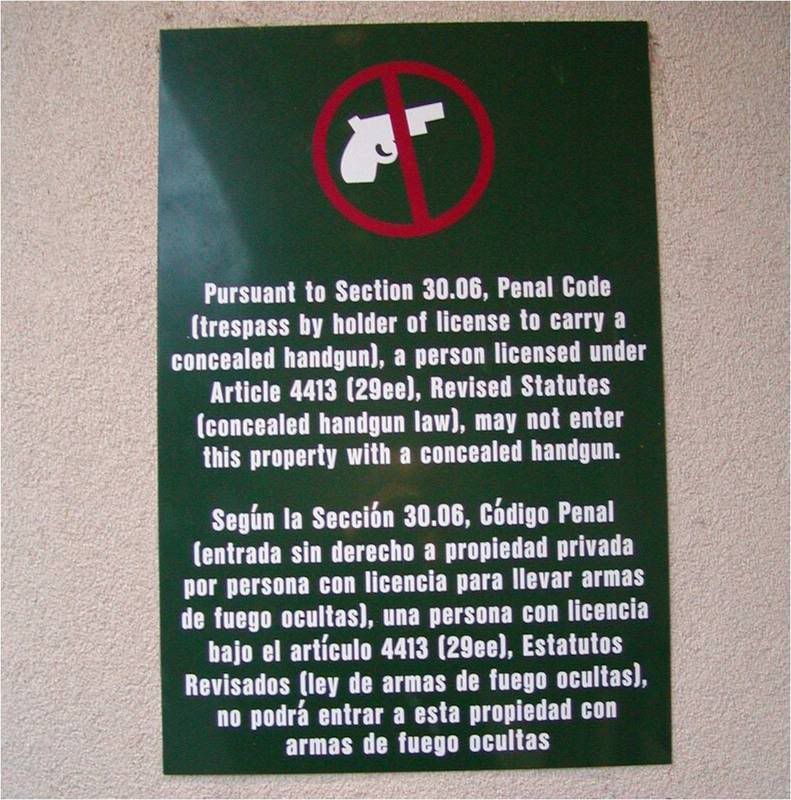 Pursuant to Section 30.06, Penal Code
(trespass by holder of license to carry a
concealed handgun), a person licensed under
Article 4413 (29ee), Revised Statutes
(concealed handgun law), may not enter
this property with a concealed handgun.
Según la Sección 30.06, Código Penal
(entrada sin derecho a propiedad privada
por persona con licencia para llevar armas
de fuego ocultas), una persona con licencia
bajo el artículo 4413 (29ee), Estatutos
Revisados (ley de armas de fuego ocultas),
no podrá entrar a esta propiedad con
armas de fuego ocultas